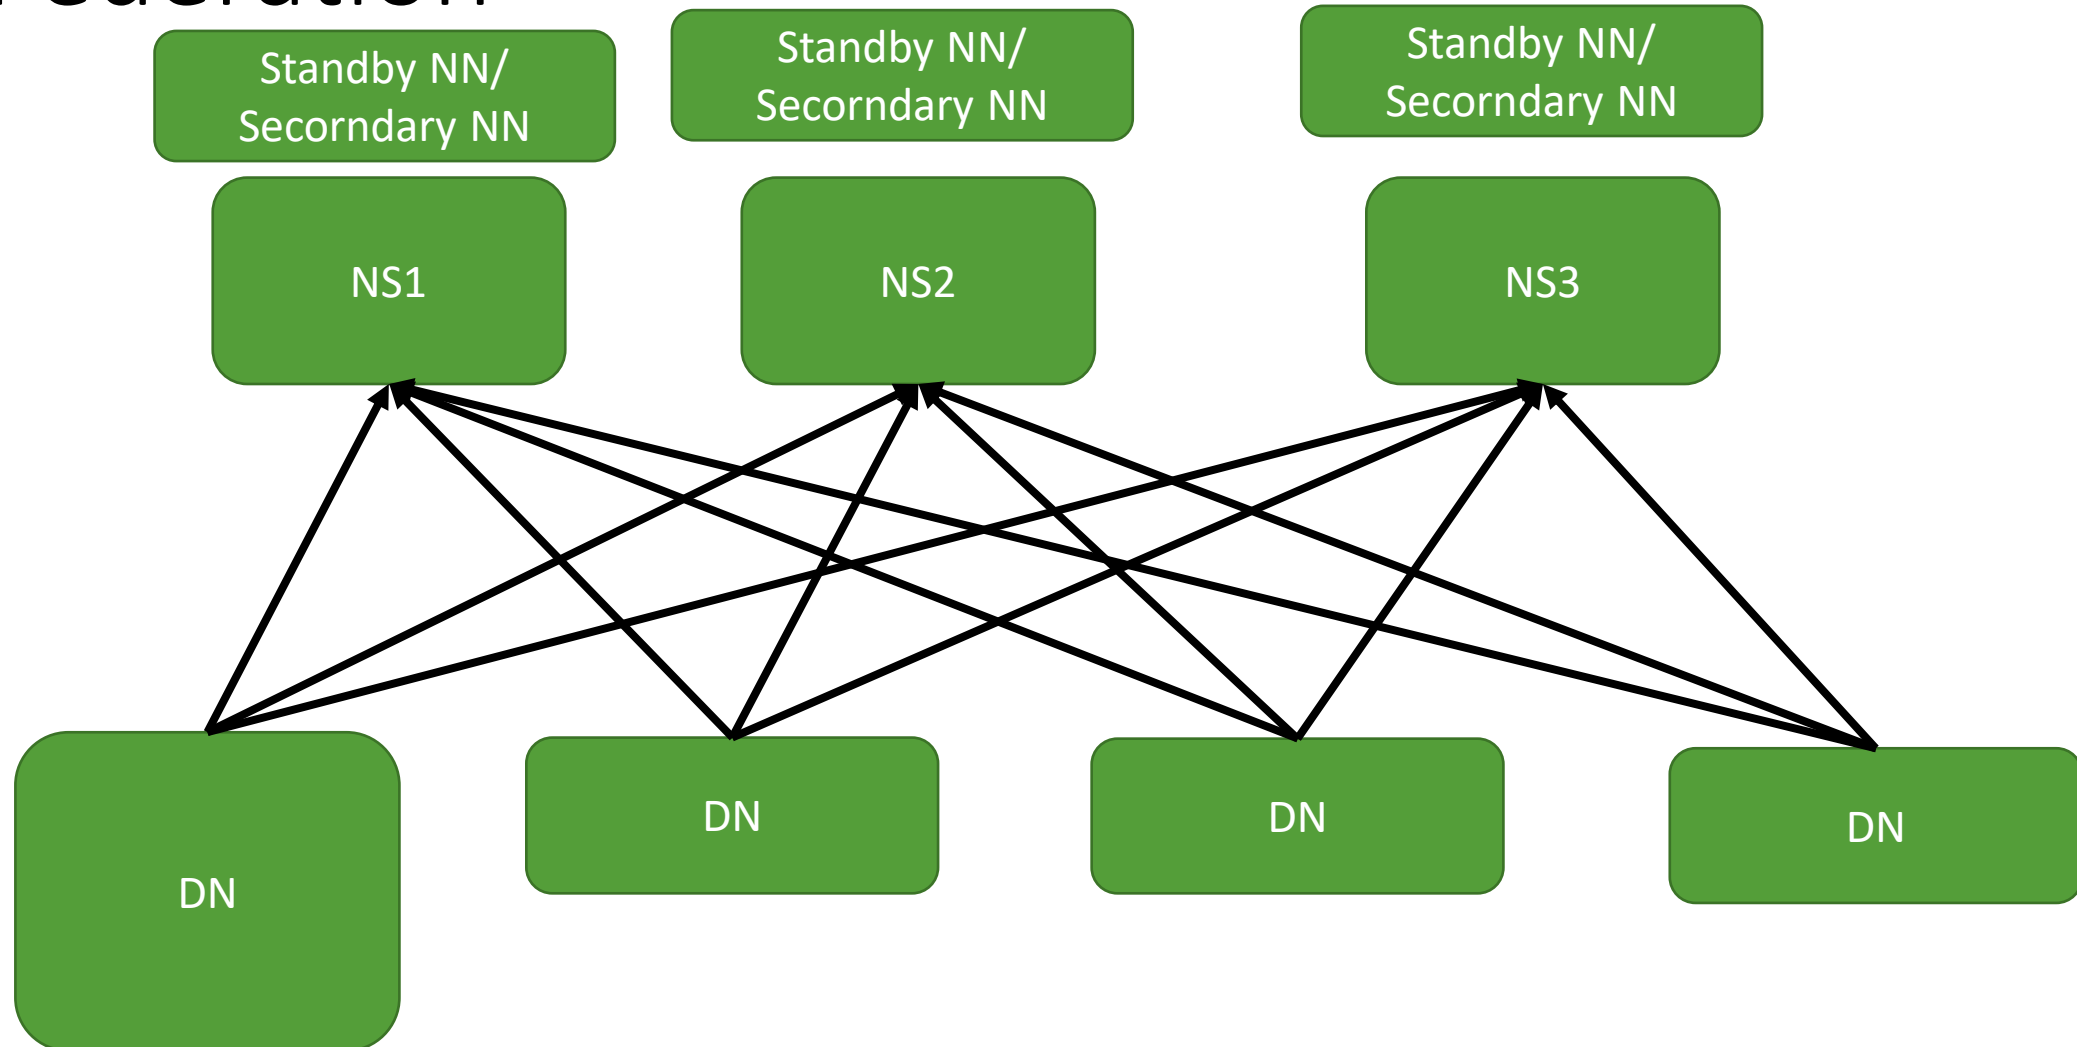 Federation
Standby NN/
Secorndary NN
Standby NN/
Secorndary NN
Standby NN/
Secorndary NN
NS1
NS2
NS3
DN
DN
DN
DN